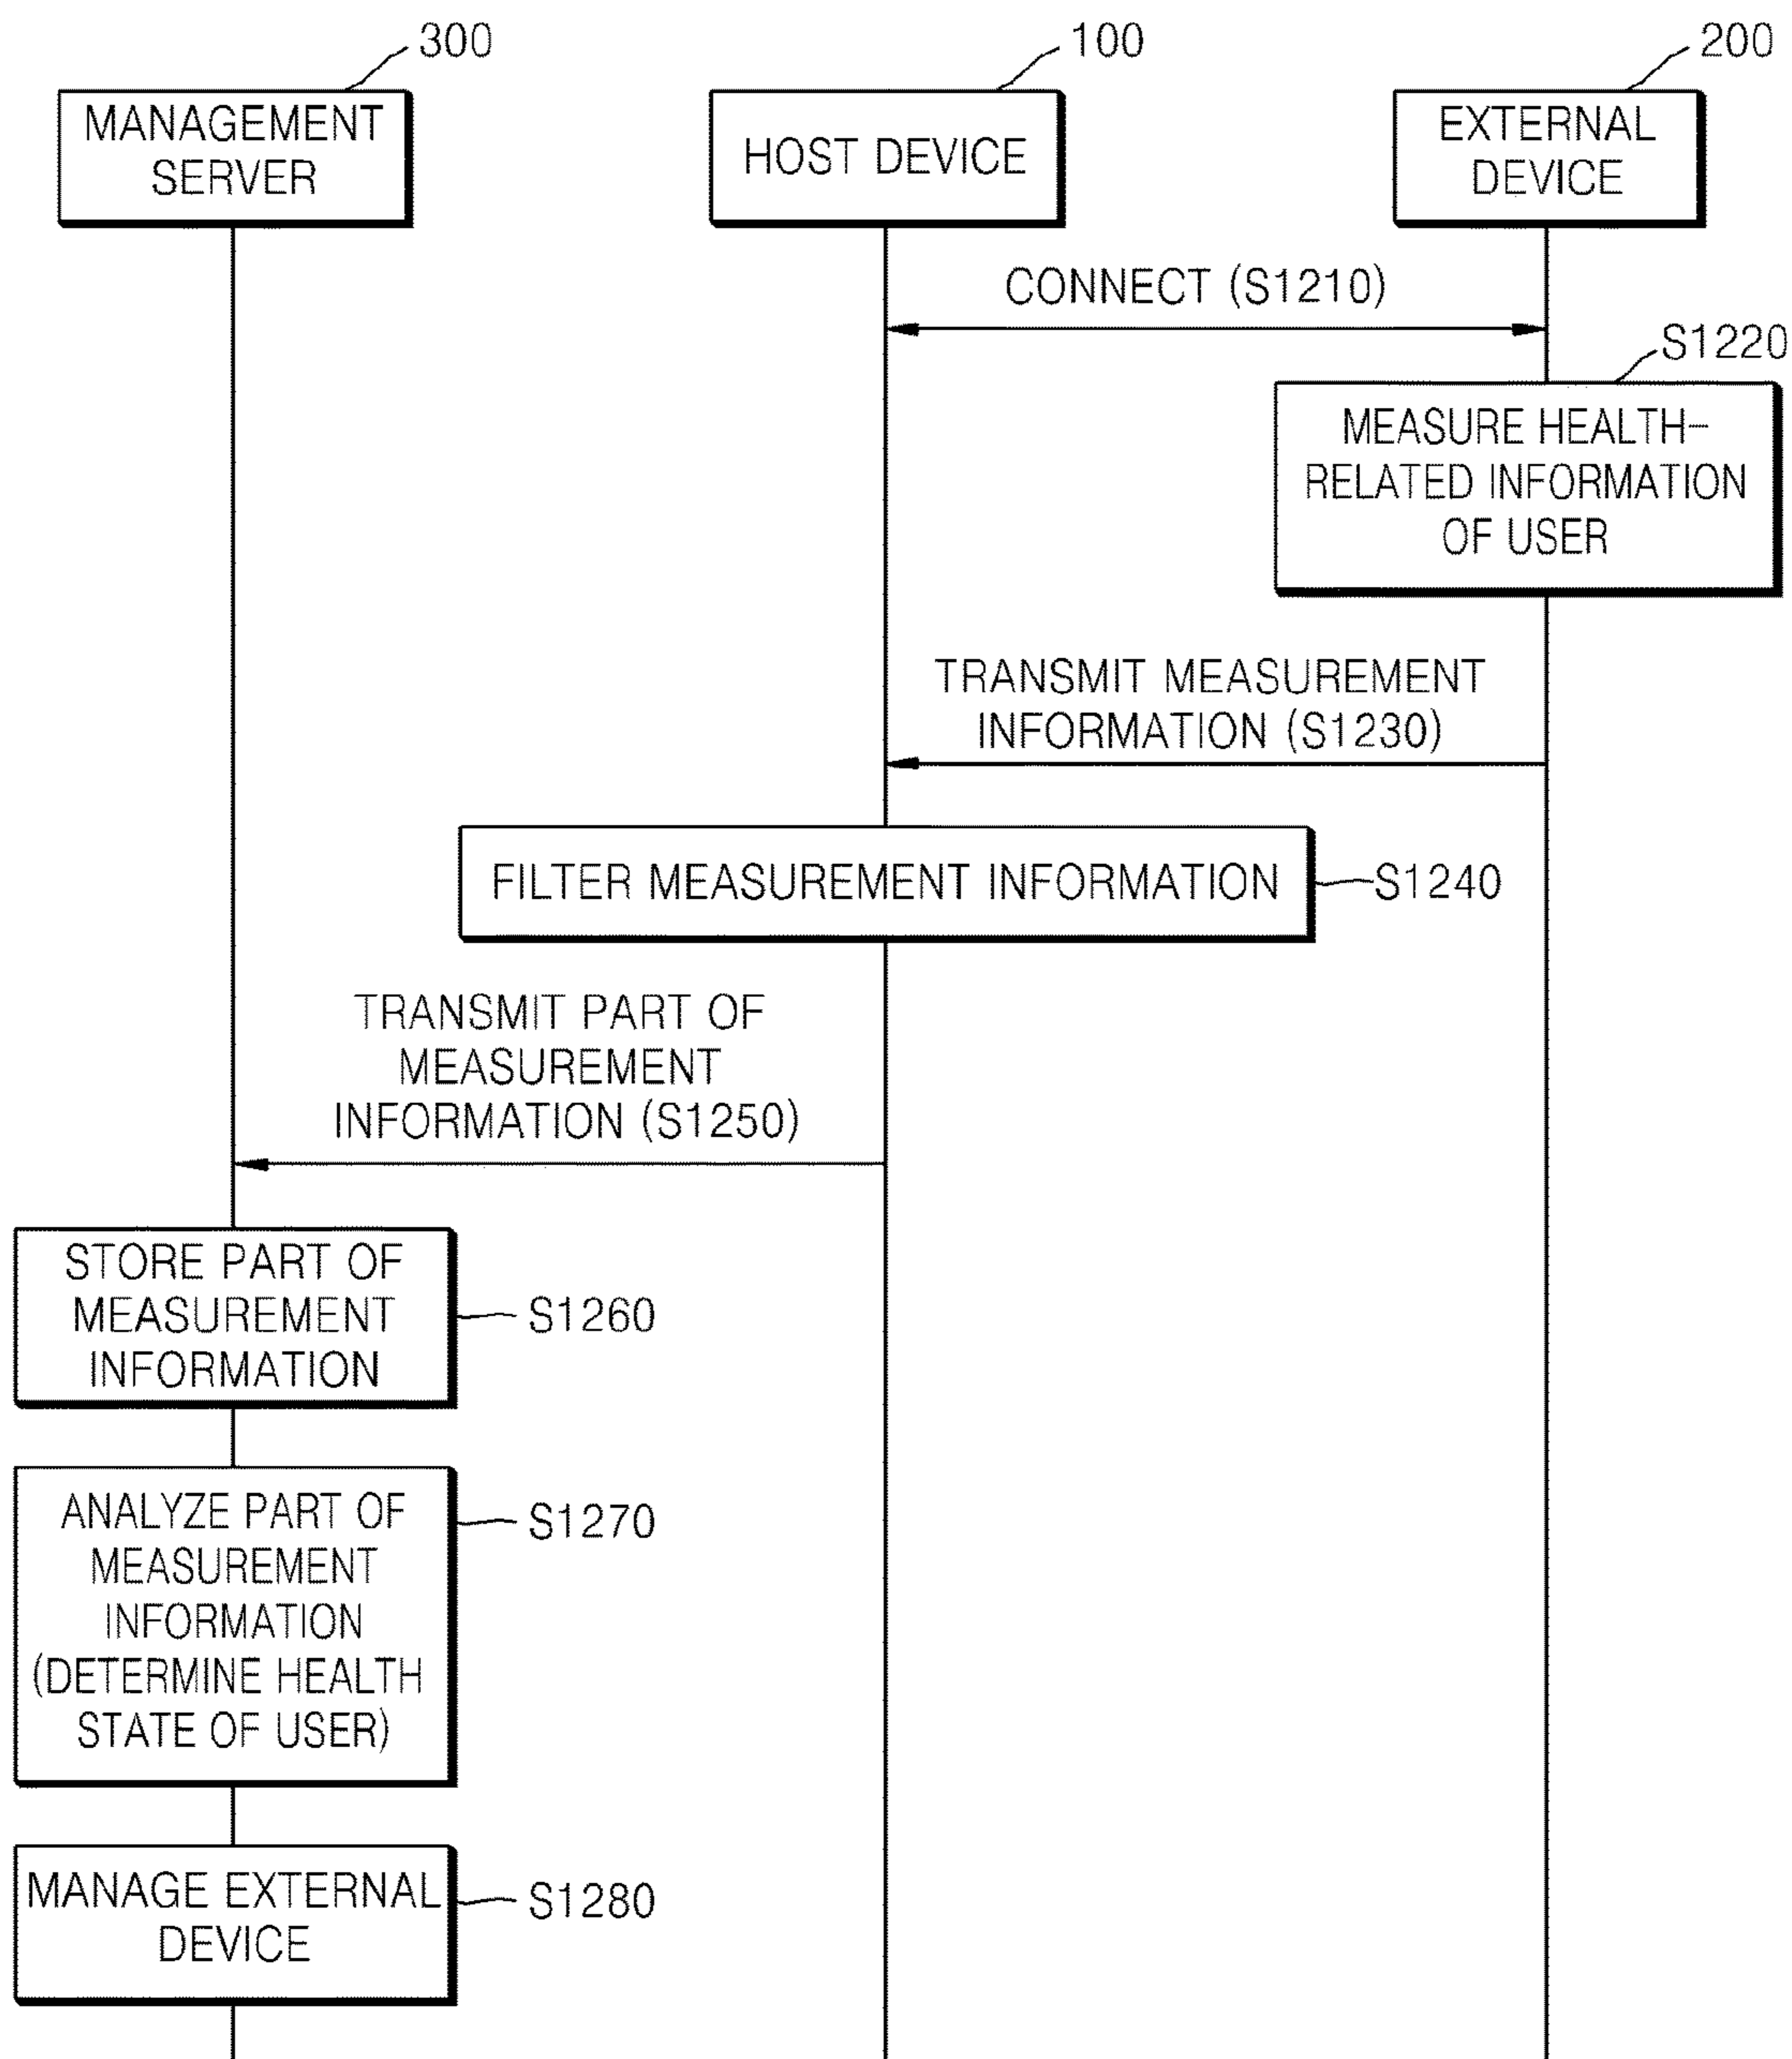 300
100
200
MANAGEMENT
SERVER
HOST DEVICE
EXTERNAL
DEVICE
CONNECT (S1210)
S1220
MEASURE HEALTH-
RELATED INFORMATION
OF USER
TRANSMIT MEASUREMENT
INFORMATION (S1230)
FILTER MEASUREMENT INFORMATION
S1240
TRANSMIT PART OF
MEASUREMENT
INFORMATION (S1250)
STORE PART OF
MEASUREMENT
INFORMATION
S1260
ANALYZE PART OF
MEASUREMENT
INFORMATION
(DETERMINE HEALTH
STATE OF USER)
S1270
MANAGE EXTERNAL
DEVICE
S1280